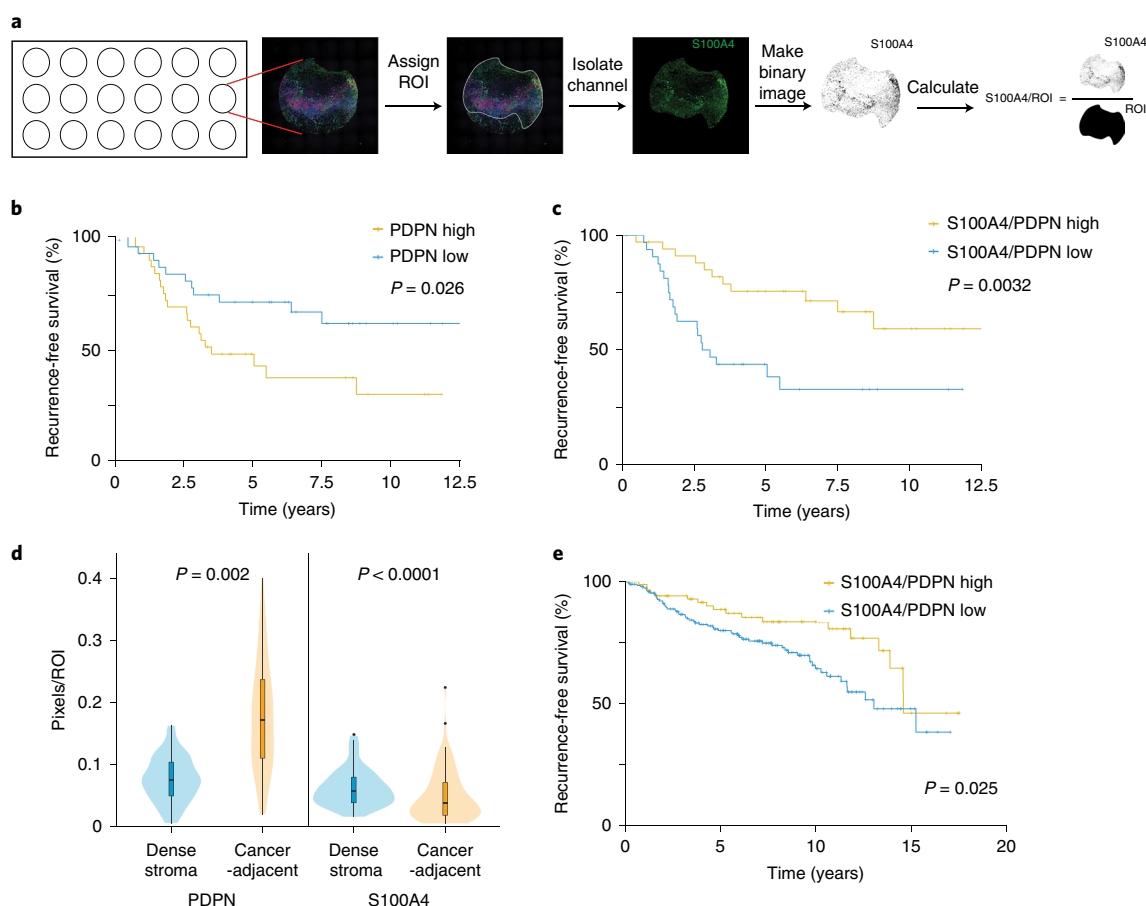 a
S100A4
Assign
ROI
Isolate
channel
Make
binary
image
S100A4
Calculate
S100A4/ROI =
S100A4
ROI
b
Recurrence-free survival (%)
100
50
0
0 2.5 5 7.5 10 12.5
Time (years)
PDPN high
PDPN low
P = 0.026
c
Recurrence-free survival (%)
100
50
0
0 2.5 5 7.5 10 12.5
Time (years)
S100A4/PDPN high
S100A4/PDPN low
P = 0.0032
d
Pixels/ROI
0.4
0.3
0.2
0.1
0
P = 0.002
P < 0.0001
Dense
stroma
Cancer
-adjacent
Dense
stroma
Cancer
-adjacent
PDPN
S100A4
e
Recurrence-free survival (%)
100
50
0
0 5 10 15 20
Time (years)
S100A4/PDPN high
S100A4/PDPN low
P = 0.025